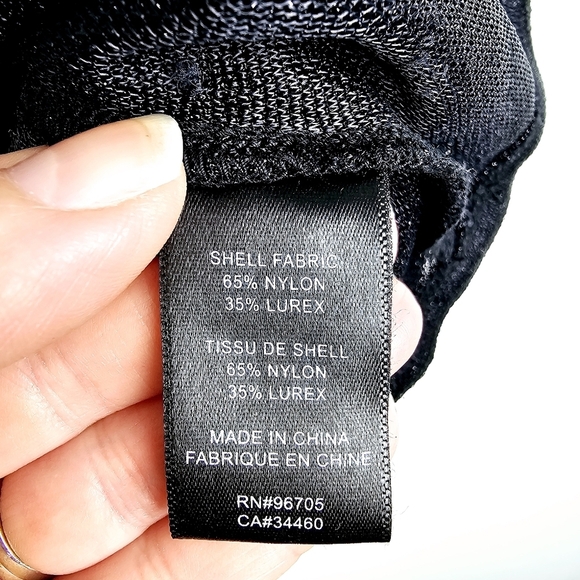 SHELL FABRIC:
65% NYLON
35% LUREX
TISSU DE SHELL
65% NYLON
35% LUREX
MADE IN CHINA
FABRIQUE EN CHINE
RN#96705
CA#34460